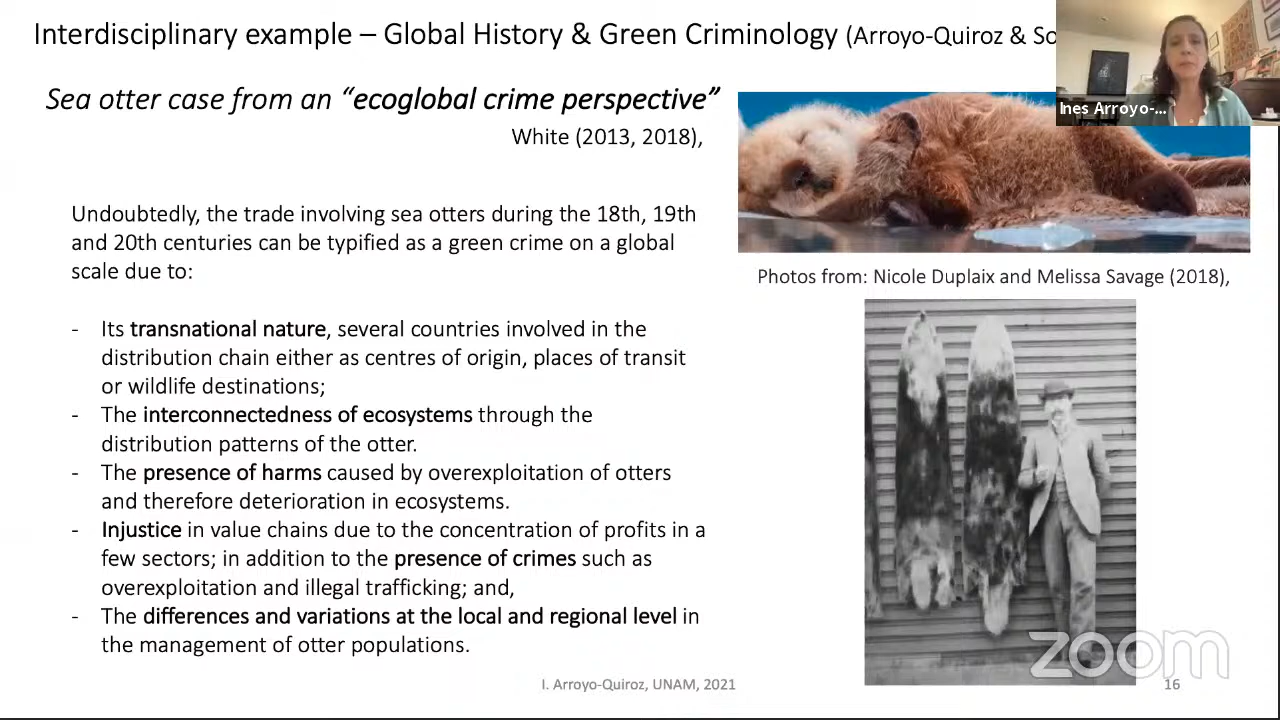 Interdisciplinary example – Global History & Green Criminology (Arroyo-Quiroz & So
Ines Arroyo-...
Sea otter case from an “ecoglobal crime perspective”
White (2013, 2018),
Undoubtedly, the trade involving sea otters during the 18th, 19th
and 20th centuries can be typified as a green crime on a global
scale due to:
- Its transnational nature, several countries involved in the
distribution chain either as centres of origin, places of transit
or wildlife destinations;
- The interconnectedness of ecosystems through the
distribution patterns of the otter.
- The presence of harms caused by overexploitation of otters
and therefore deterioration in ecosystems.
- Injustice in value chains due to the concentration of profits in a
few sectors; in addition to the presence of crimes such as
overexploitation and illegal trafficking; and,
- The differences and variations at the local and regional level in
the management of otter populations.
Photos from: Nicole Duplaix and Melissa Savage (2018),
zoom
I. Arroyo-Quiroz, UNAM, 2021
16